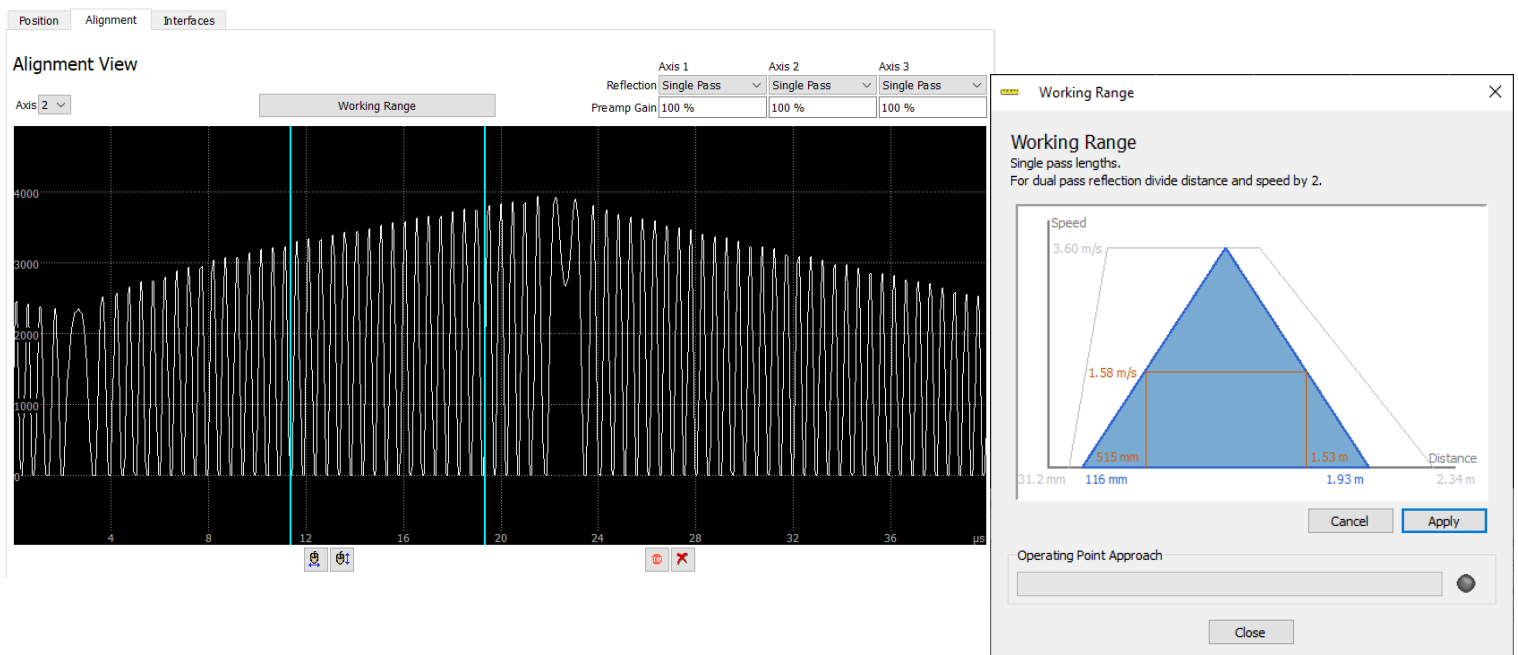 Position Alignment Interfaces
Alignment View
Axis 1 Axis 2 Axis 3
Reflection Single Pass Single Pass Single Pass
Axis 2 Working Range Preamp Gain 100 % 100 % 100 %
4000
3000
2000
1000
0
4 8 12 16 20 24 28 32 36 µs
Working Range
Working Range
Single pass lengths.
For dual pass reflection divide distance and speed by 2.
Speed
3.60 m/s
1.58 m/s
515 mm 1.53 m Distance
31.2 mm 116 mm 1.93 m 2.34 m
Cancel Apply
Operating Point Approach
Close